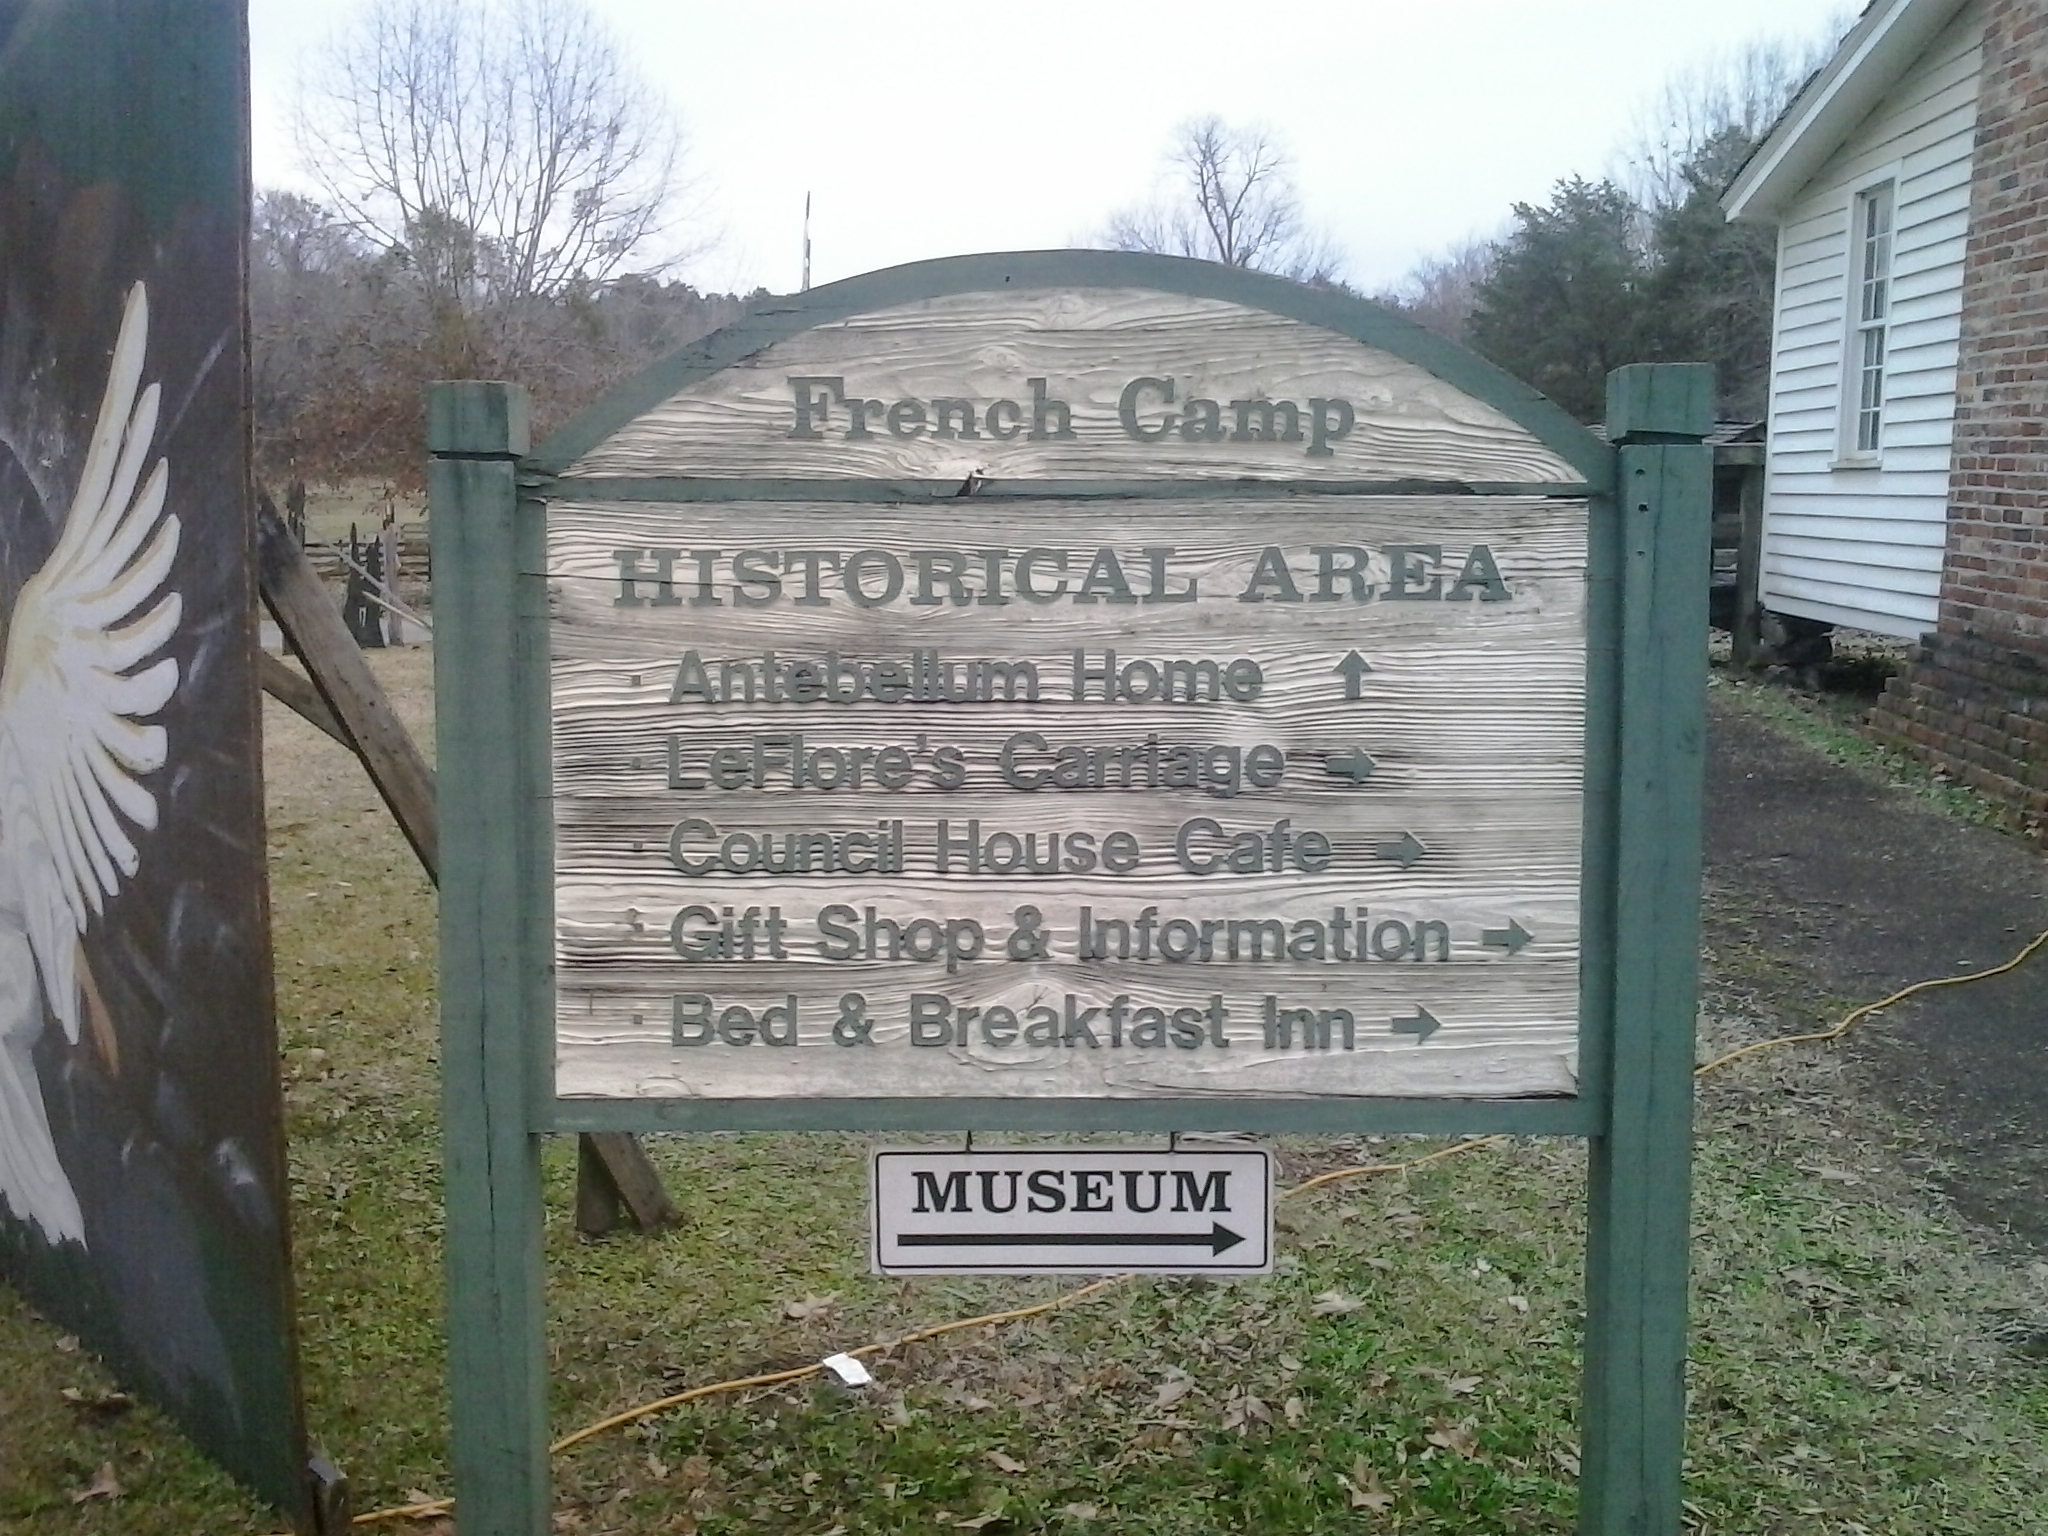 French Camp
HISTORICAL AREA
· Antebellum Home ↑
· LeFlore's Carriage →
· Council House Cafe →
· Gift Shop & Information →
· Bed & Breakfast Inn →
MUSEUM
→